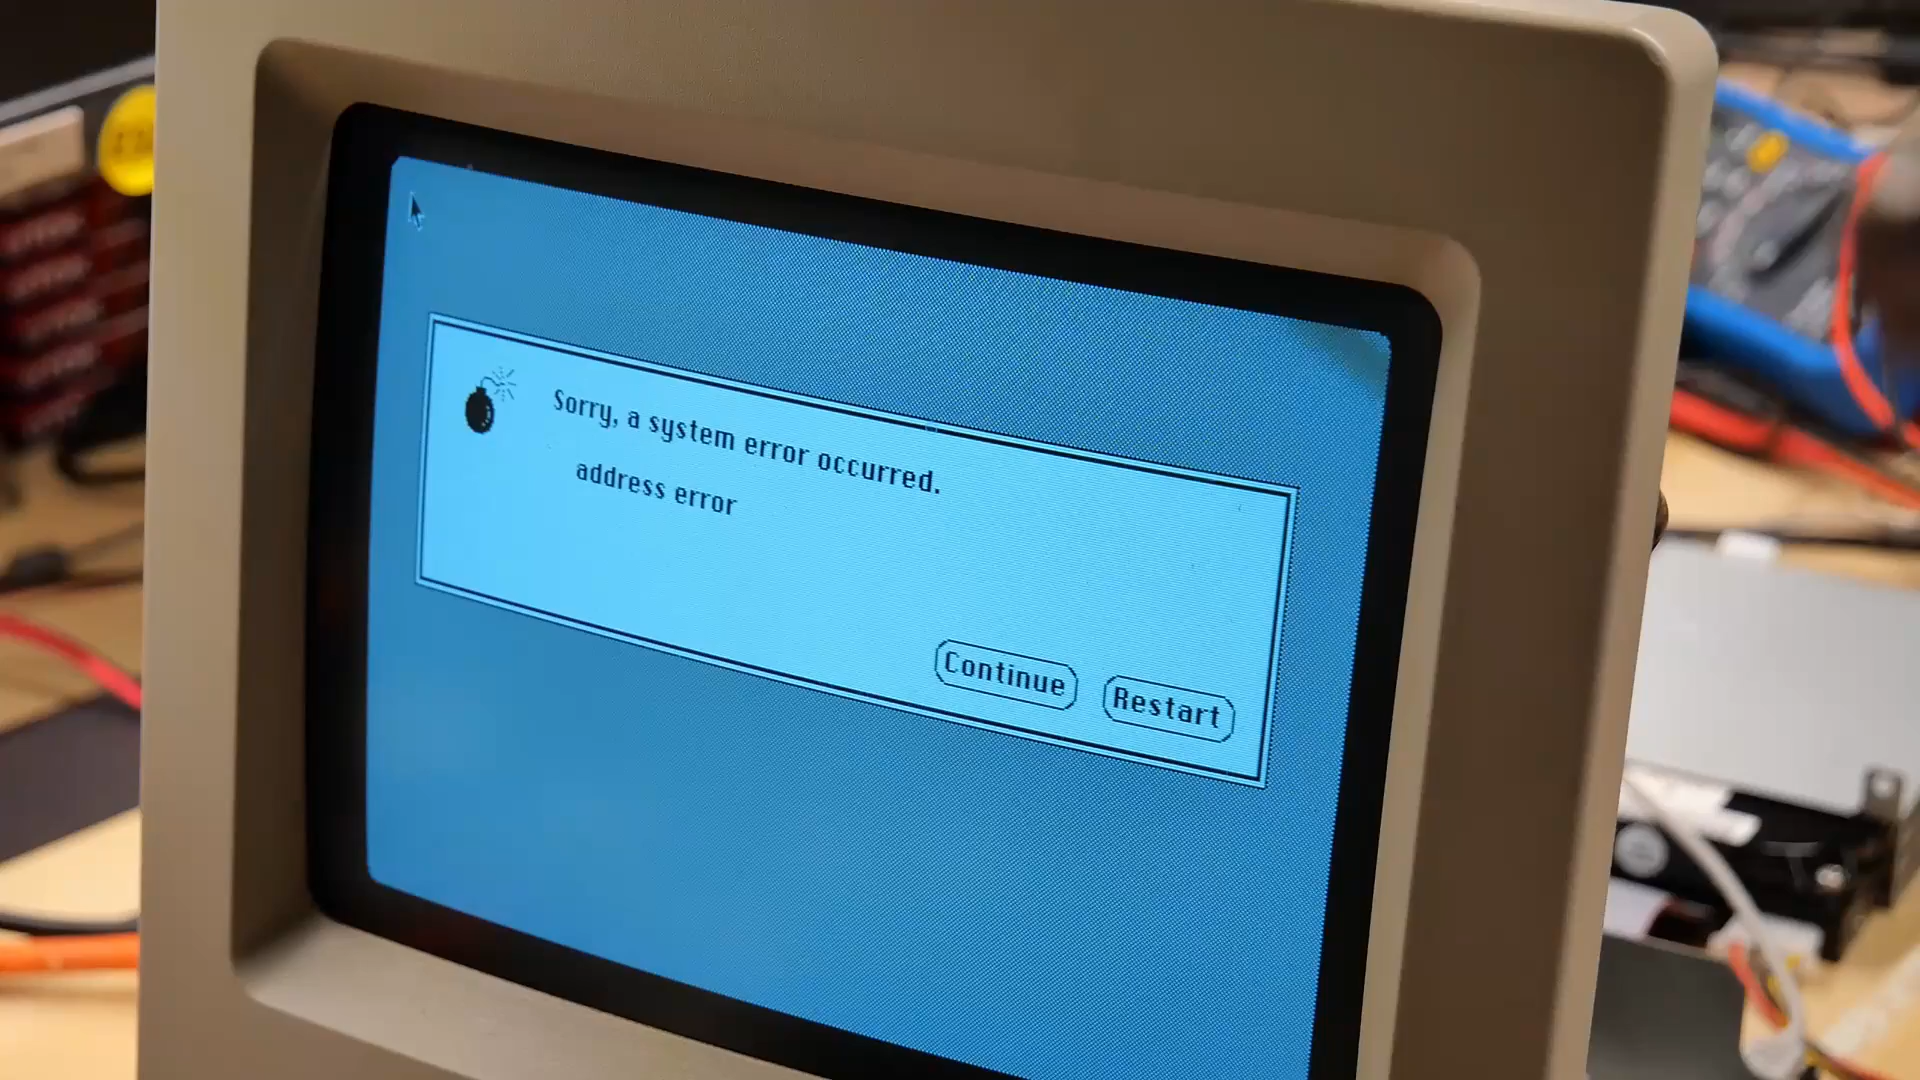 Sorry, a system error occurred.
address error
Continue
Restart